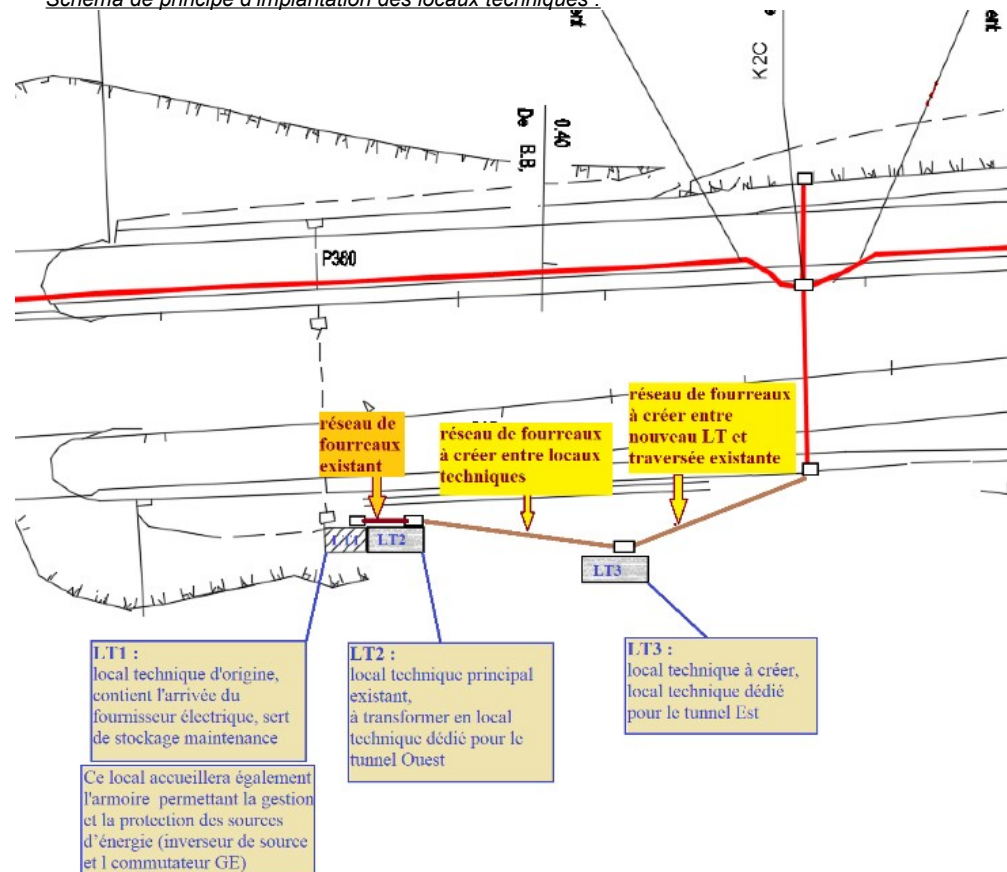 Schéma de principe d'implantation des locaux techniques :
K2C
0.40
De B.B.
P380
réseau de
fourreaux
existant
réseau de fourreaux
à créer entre locaux
techniques
réseau de fourreaux
à créer entre
nouveau LT et
traversée existante
LT1
LT2
LT3
LT1 :
local technique d'origine,
contient l'arrivée du
fournisseur électrique, sert
de stockage maintenance
Ce local accueillera également
l'armoire permettant la gestion
et la protection des sources
d'énergie (inverseur de source
et l commutateur GE)
LT2 :
local technique principal
existant,
à transformer en local
technique dédié pour le
tunnel Ouest
LT3 :
local technique à créer,
local technique dédié
pour le tunnel Est